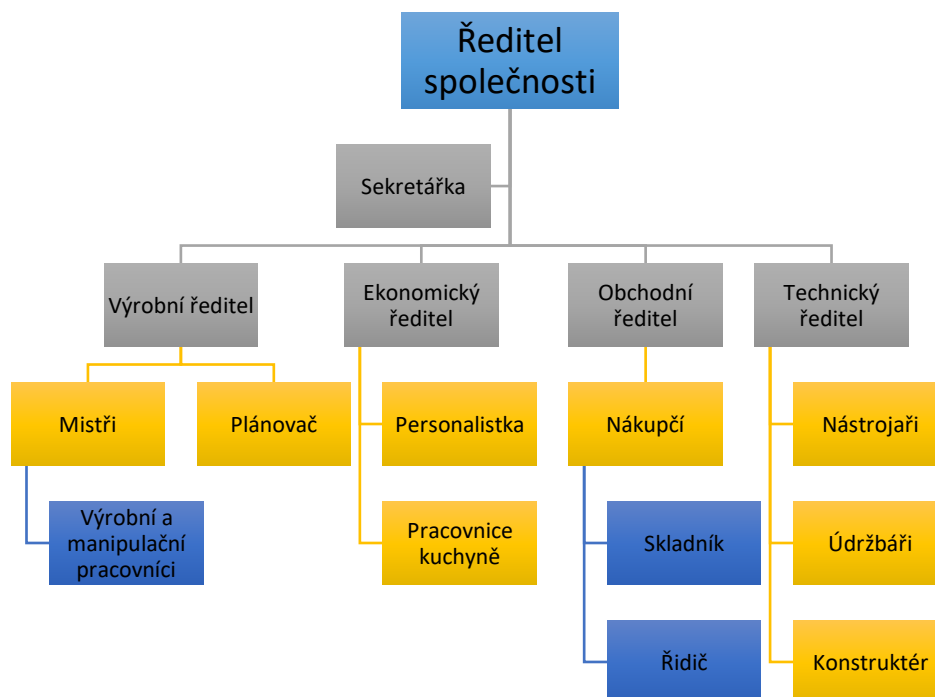 Ředitel
společnosti
Sekretářka
Výrobní ředitel
Ekonomický
ředitel
Obchodní
ředitel
Technický
ředitel
Mistři
Plánovač
Personalistka
Nákupčí
Nástrojaři
Výrobní a
manipulační
pracovníci
Pracovnice
kuchyně
Skladník
Údržbáři
Řidič
Konstruktér